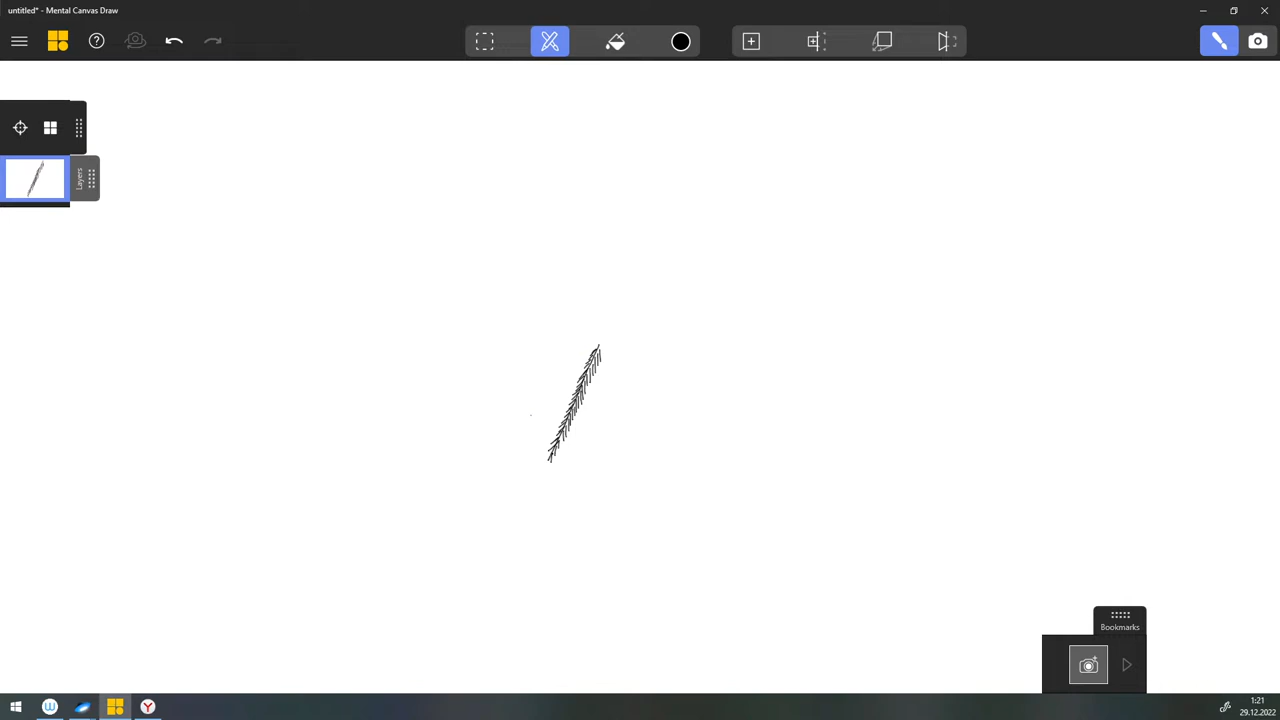 untitled* - Mental Canvas Draw
Layers
Bookmarks
1:21
29.12.2022